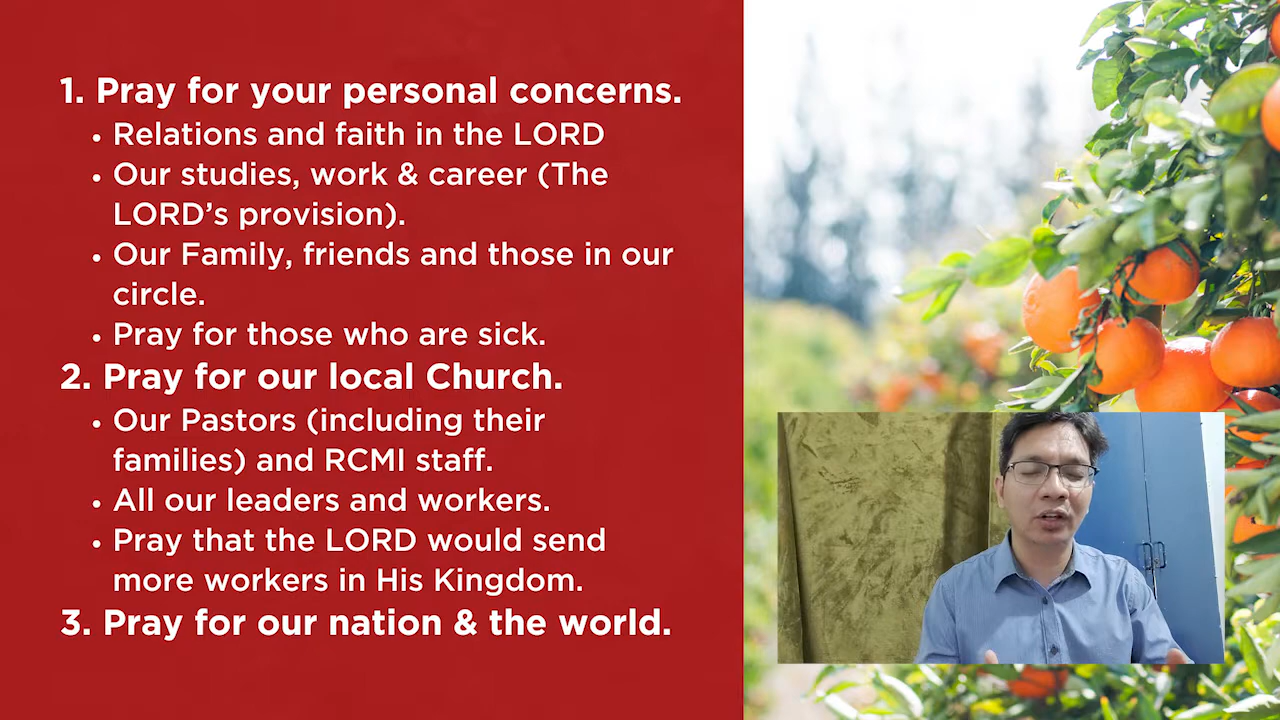 1. Pray for your personal concerns.
• Relations and faith in the LORD
• Our studies, work & career (The
LORD’s provision).
• Our Family, friends and those in our
circle.
• Pray for those who are sick.
2. Pray for our local Church.
• Our Pastors (including their
families) and RCMI staff.
• All our leaders and workers.
• Pray that the LORD would send
more workers in His Kingdom.
3. Pray for our nation & the world.